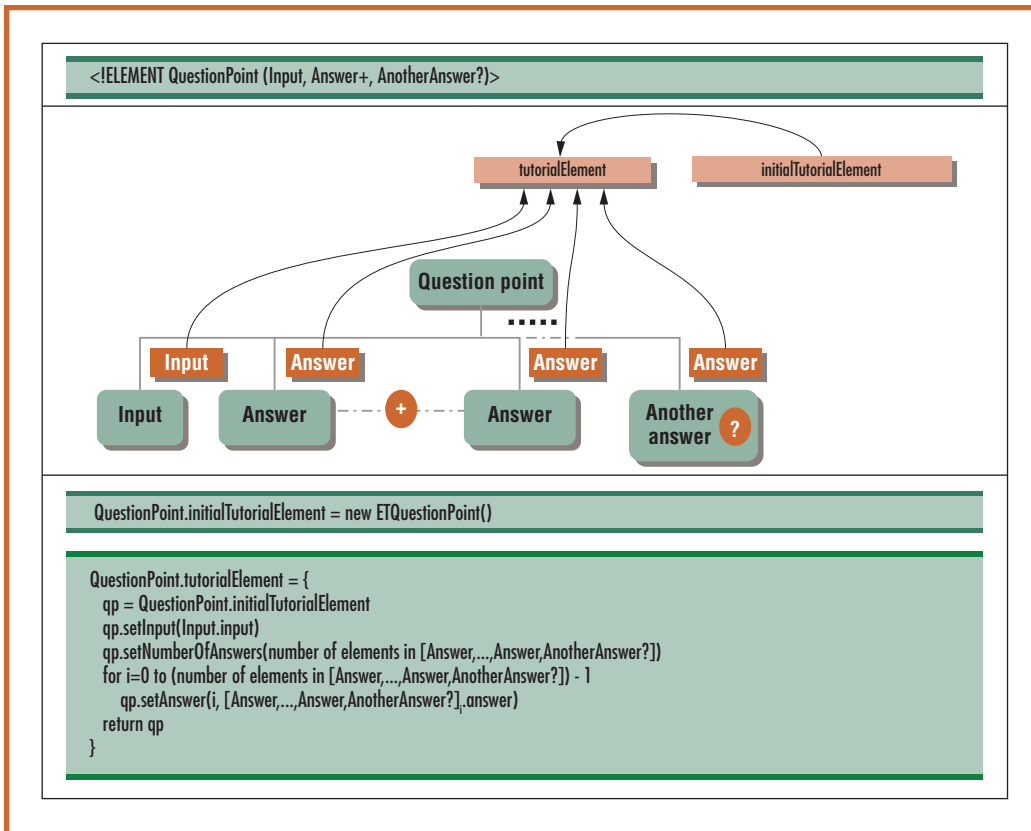 <!ELEMENT QuestionPoint (Input, Answer+, AnotherAnswer?)>
tutorialElement
initialTutorialElement
Question point
Input
Answer
Answer
Answer
Input
Answer
+
Answer
Another
answer
?
QuestionPoint.initialTutorialElement = new ETQuestionPoint()
QuestionPoint.tutorialElement = {
qp = QuestionPoint.initialTutorialElement
qp.setInput(Input.input)
qp.setNumberOfAnswers(number of elements in [Answer,...,Answer,AnotherAnswer?])
for i=0 to (number of elements in [Answer,...,Answer,AnotherAnswer?]) - 1
qp.setAnswer(i, [Answer,...,Answer,AnotherAnswer?]i.answer)
return qp
}